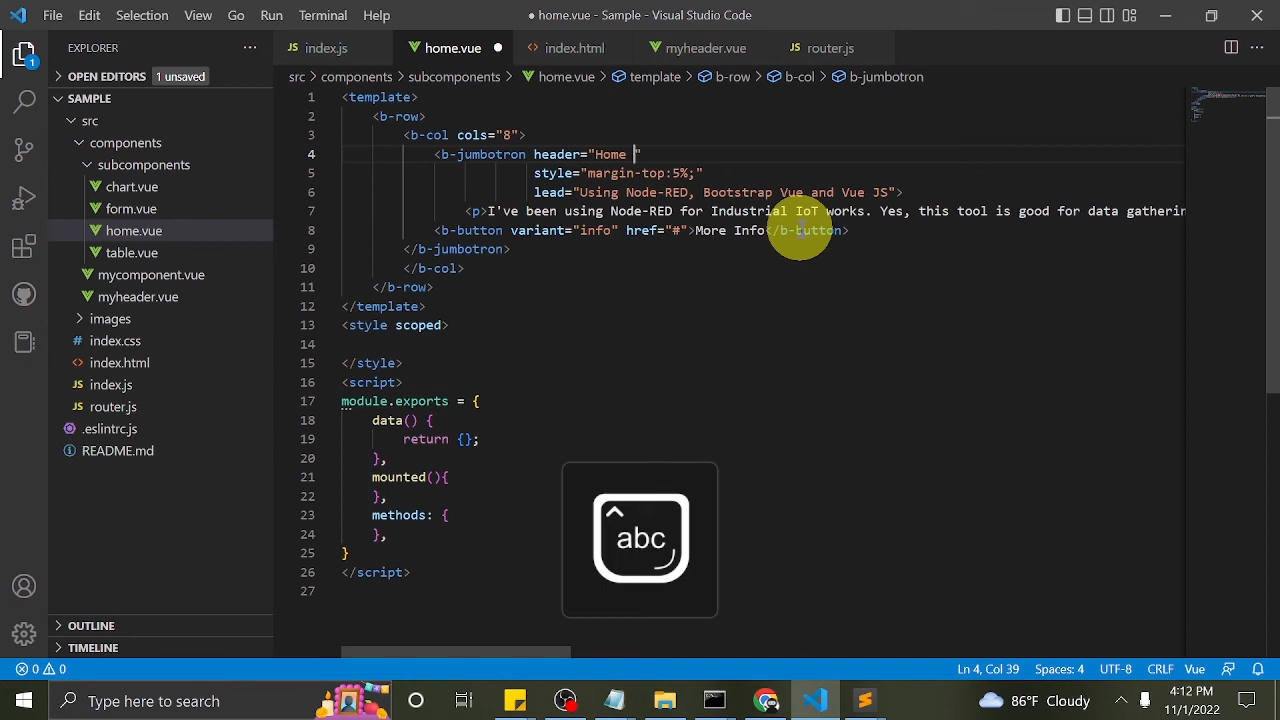 File Edit Selection View Go Run Terminal Help
● home.vue - Sample - Visual Studio Code
EXPLORER
OPEN EDITORS 1 unsaved
SAMPLE
src
components
subcomponents
chart.vue
form.vue
home.vue
table.vue
mycomponent.vue
myheader.vue
images
# index.css
<> index.html
JS index.js
JS router.js
.eslintrc.js
README.md
OUTLINE
TIMELINE
JS index.js home.vue ● <> index.html myheader.vue JS router.js
src > components > subcomponents > home.vue > template > b-row > b-col > b-jumbotron
1 <template>
2 <b-row>
3 <b-col cols="8">
4 <b-jumbotron header="Home "
5 style="margin-top:5%;"
6 lead="Using Node-RED, Bootstrap Vue and Vue JS">
7 <p>I've been using Node-RED for Industrial IoT works. Yes, this tool is good for data gatherin
8 <b-button variant="info" href="#">More Info</b-button>
9 </b-jumbotron>
10 </b-col>
11 </b-row>
12 </template>
13 <style scoped>
14
15 </style>
16 <script>
17 module.exports = {
18 data() {
19 return {};
20 },
21 mounted(){
22 },
23 methods: {
24 },
25 }
26 </script>
27
abc
1
0 0 Ln 4, Col 39 Spaces: 4 UTF-8 CRLF Vue
Type here to search
86°F Cloudy
4:12 PM
11/1/2022